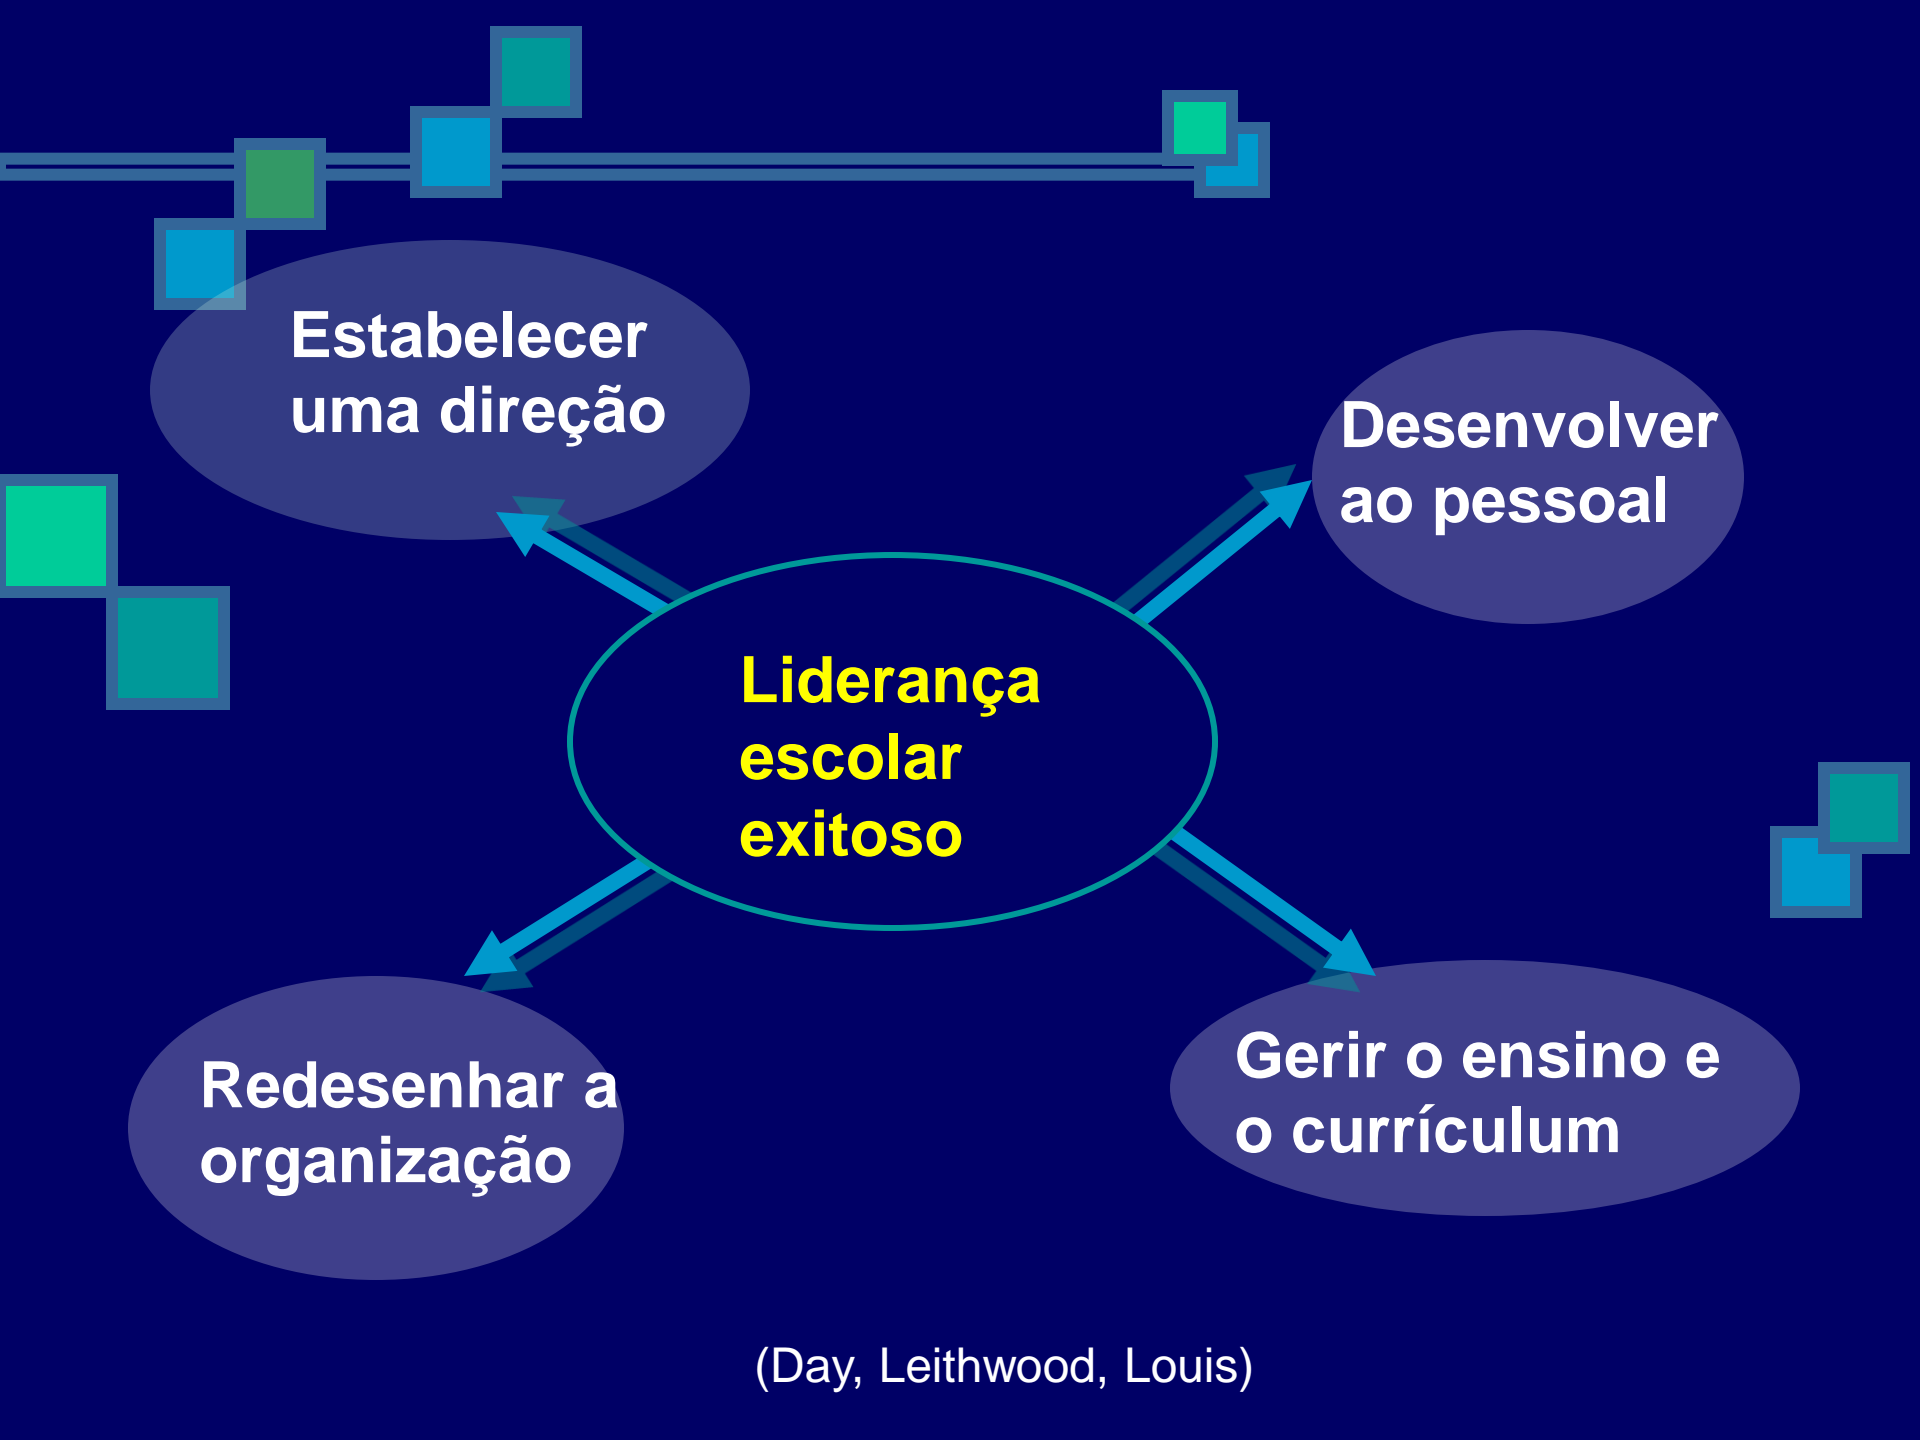 Estabelecer
uma direção
Desenvolver
ao pessoal
Liderança
escolar
exitoso
Redesenhar a
organização
Gerir o ensino e
o currículum
(Day, Leithwood, Louis)